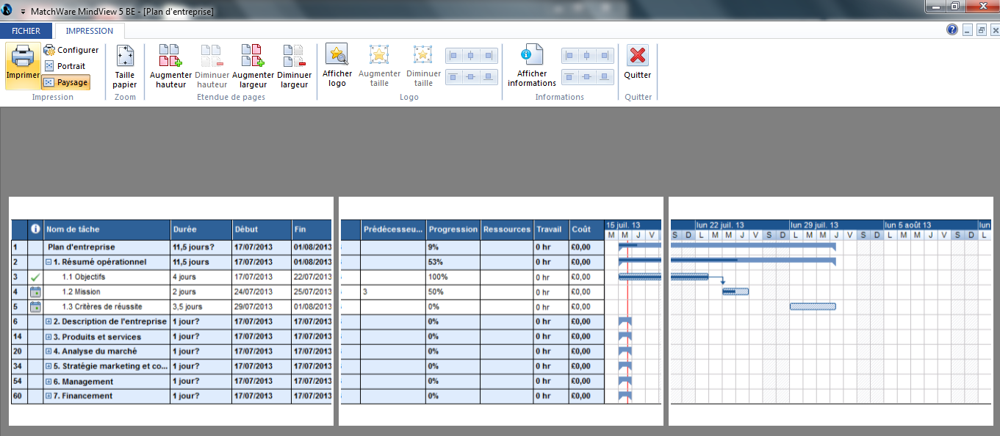 MatchWare MindView 5 BE - [Plan d'entreprise]
FICHIER IMPRESSION
Imprimer Configurer Portrait Paysage
Impression
Taille papier
Zoom
Augmenter hauteur Diminuer hauteur Augmenter largeur Diminuer largeur
Etendue de pages
Afficher logo Augmenter taille Diminuer taille
Logo
Afficher informations
Informations
Quitter
Quitter
Nom de tâche Durée Début Fin Prédécesseu... Progression Ressources Travail Coût 15 juil. 13 lun 22 juil. 13 lun 29 juil. 13 lun 5 août 13 lun
M M J V S D L M M J V S D L M M J V S D L M M J V S D L
1 Plan d'entreprise 11,5 jours? 17/07/2013 01/08/2013 9% 0 hr £0,00
2 1. Résumé opérationnel 11,5 jours 17/07/2013 01/08/2013 53% 0 hr £0,00
3 1.1 Objectifs 4 jours 17/07/2013 22/07/2013 100% 0 hr £0,00
4 1.2 Mission 2 jours 24/07/2013 25/07/2013 3 50% 0 hr £0,00
5 1.3 Critères de réussite 3,5 jours 29/07/2013 01/08/2013 0% 0 hr £0,00
6 2. Description de l'entreprise 1 jour? 17/07/2013 17/07/2013 0% 0 hr £0,00
14 3. Produits et services 1 jour? 17/07/2013 17/07/2013 0% 0 hr £0,00
20 4. Analyse du marché 1 jour? 17/07/2013 17/07/2013 0% 0 hr £0,00
34 5. Stratégie marketing et co... 1 jour? 17/07/2013 17/07/2013 0% 0 hr £0,00
54 6. Management 1 jour? 17/07/2013 17/07/2013 0% 0 hr £0,00
60 7. Financement 1 jour? 17/07/2013 17/07/2013 0% 0 hr £0,00